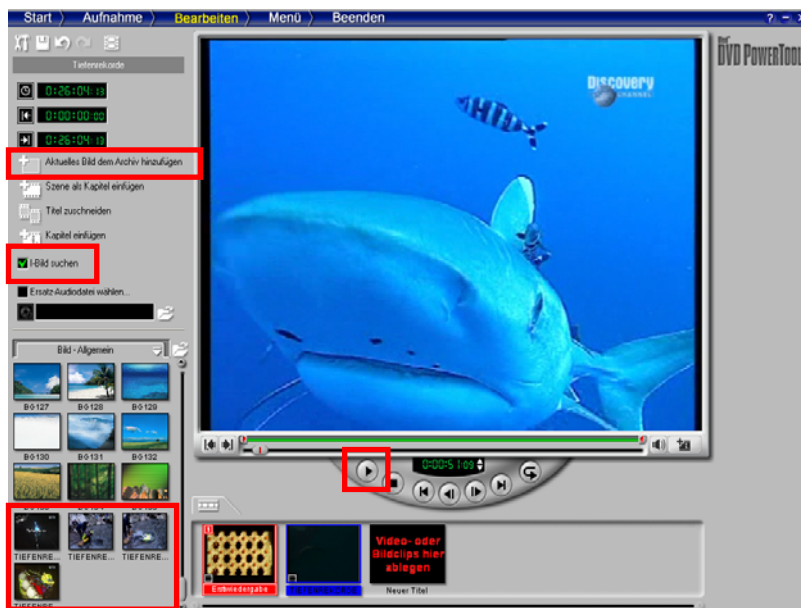 Start Aufnahme Bearbeiten Menü Beenden
DVD POWERTOOL
Tiefenrekorde
0:26:04:13
0:00:00:00
0:26:04:13
Aktuelles Bild dem Archiv hinzufügen
Szene als Kapitel einfügen
Titel zuschneiden
Kapitel einfügen
I-Bild suchen
Ersatz-Audiodatei wählen...
Discovery
CHANNEL
Bild - Allgemein
BG-127 BG-128 BG-129
BG-130 BG-131 BG-132
TIEFENRE... TIEFENRE... TIEFENRE...
TIEFENRE...
0:00:51:09
Video- oder
Bildclips hier
ablegen
Erstwiedergabe
Neuer Titel